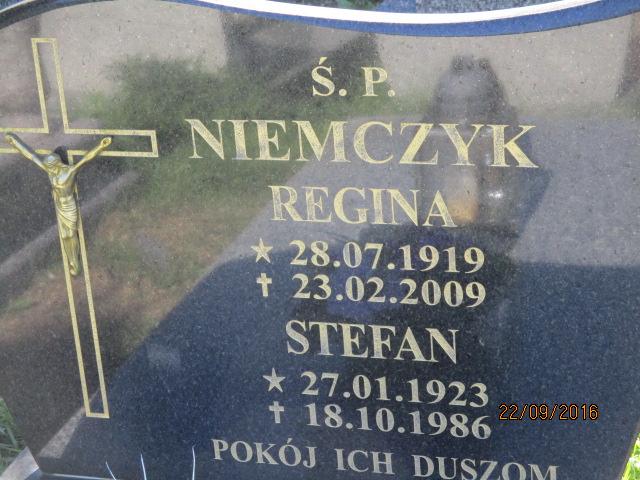 Ś. P.
NIEMCZYK
REGINA
★ 28.07.1919
✝ 23.02.2009
STEFAN
★ 27.01.1923
✝ 18.10.1986
22/09/2016
POKÓJ ICH DUSZOM